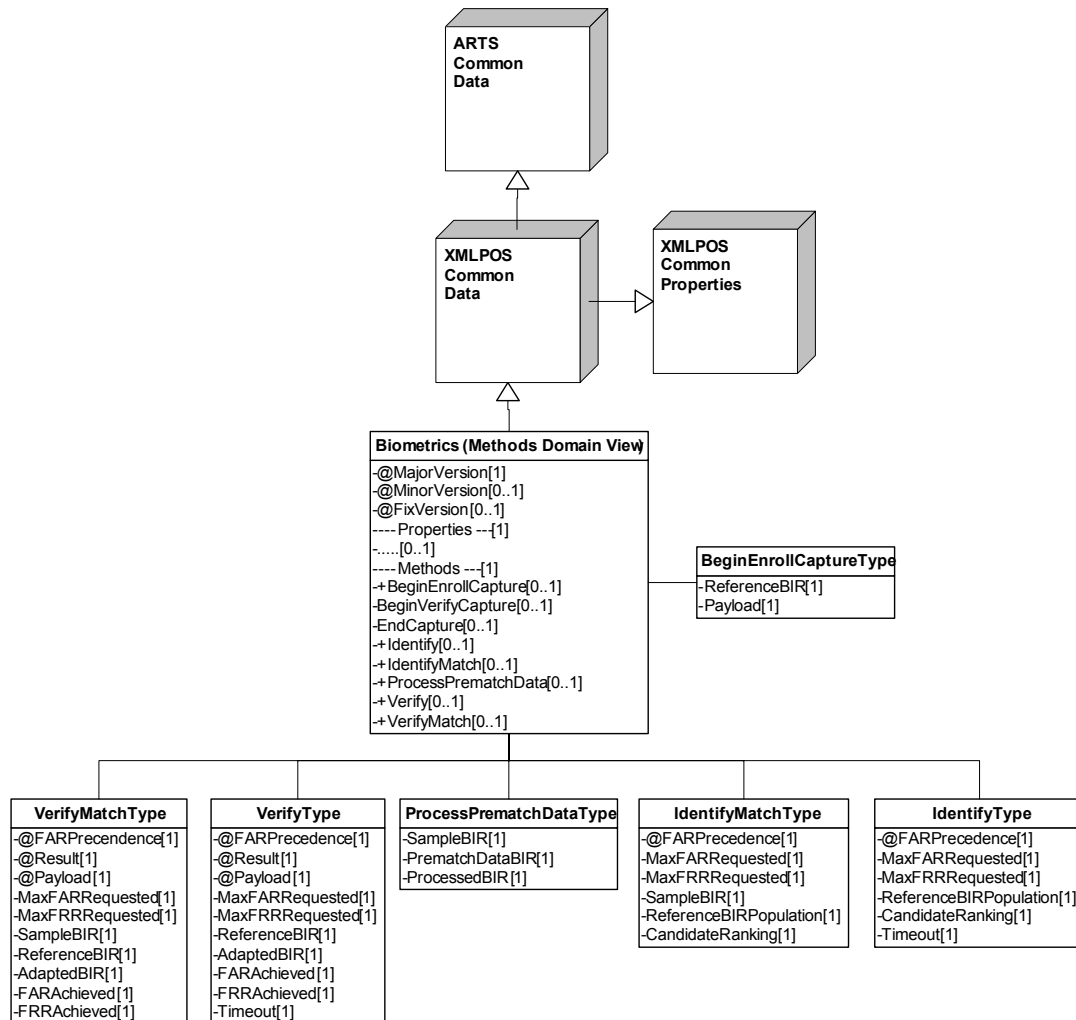 ARTS
Common
Data
XMLPOS
Common
Data
XMLPOS
Common
Properties
Biometrics (Methods Domain View)
-@MajorVersion[1]
-@MinorVersion[0..1]
-@FixVersion[0..1]
---- Properties ---[1]
-.....[0..1]
---- Methods ---[1]
-+BeginEnrollCapture[0..1]
-BeginVerifyCapture[0..1]
-EndCapture[0..1]
-+Identify[0..1]
-+IdentifyMatch[0..1]
-+ProcessPrematchData[0..1]
-+Verify[0..1]
-+VerifyMatch[0..1]
BeginEnrollCaptureType
-ReferenceBIR[1]
-Payload[1]
VerifyMatchType
-@FARPrecendence[1]
-@Result[1]
-@Payload[1]
-MaxFARRequested[1]
-MaxFRRRequested[1]
-SampleBIR[1]
-ReferenceBIR[1]
-AdaptedBIR[1]
-FARAchieved[1]
-FRRAchieved[1]
VerifyType
-@FARPrecedence[1]
-@Result[1]
-@Payload[1]
-MaxFARRequested[1]
-MaxFRRRequested[1]
-ReferenceBIR[1]
-AdaptedBIR[1]
-FARAchieved[1]
-FRRAchieved[1]
-Timeout[1]
ProcessPrematchDataType
-SampleBIR[1]
-PrematchDataBIR[1]
-ProcessedBIR[1]
IdentifyMatchType
-@FARPrecedence[1]
-MaxFARRequested[1]
-MaxFRRRequested[1]
-SampleBIR[1]
-ReferenceBIRPopulation[1]
-CandidateRanking[1]
IdentifyType
-@FARPrecedence[1]
-MaxFARRequested[1]
-MaxFRRRequested[1]
-ReferenceBIRPopulation[1]
-CandidateRanking[1]
-Timeout[1]